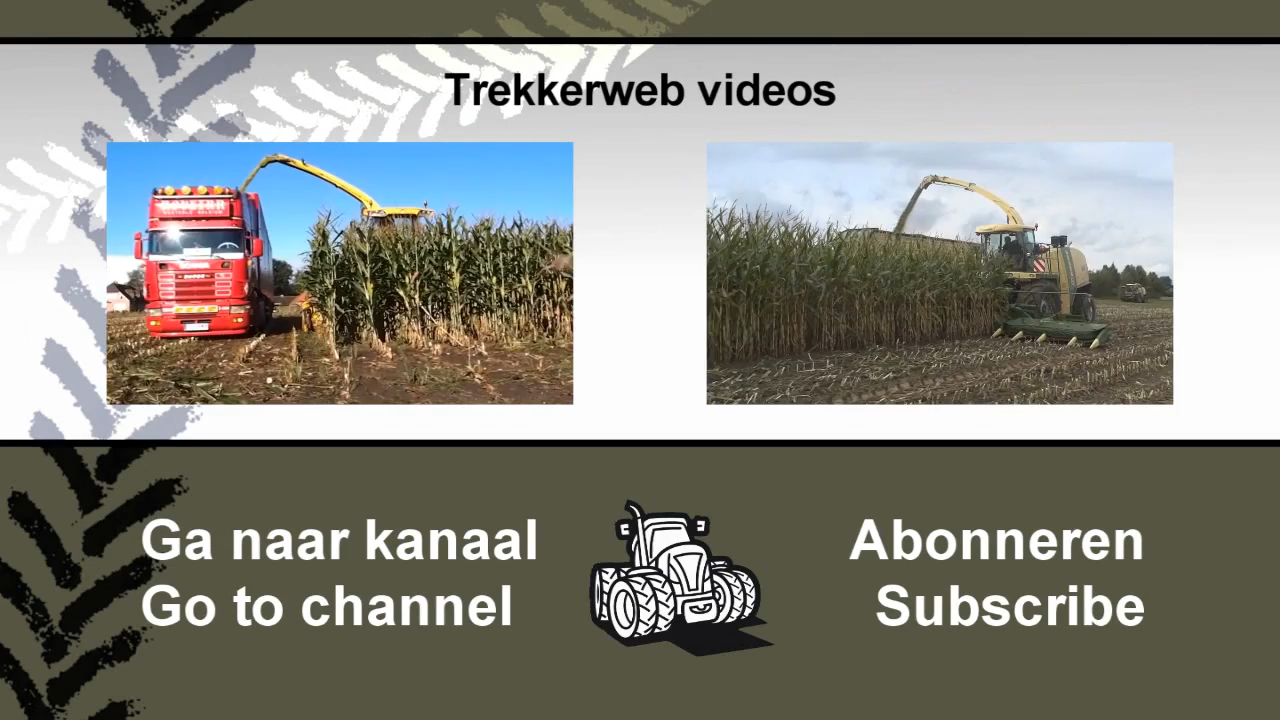 Trekkerweb videos
Ga naar kanaal
Go to channel
Abonneren
Subscribe